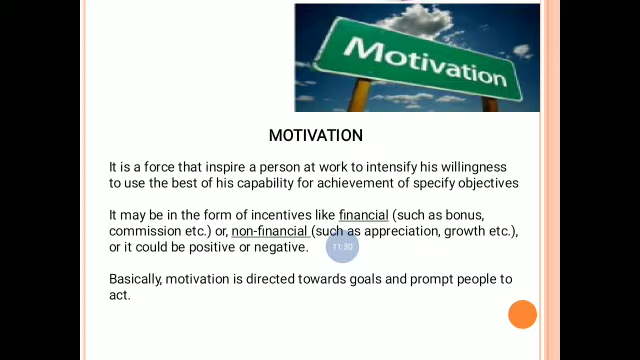 Motivation
MOTIVATION
It is a force that inspire a person at work to intensify his willingness
to use the best of his capability for achievement of specify objectives
It may be in the form of incentives like financial (such as bonus,
commission etc.) or, non-financial (such as appreciation, growth etc.),
or it could be positive or negative.
11:30
Basically, motivation is directed towards goals and prompt people to
act.